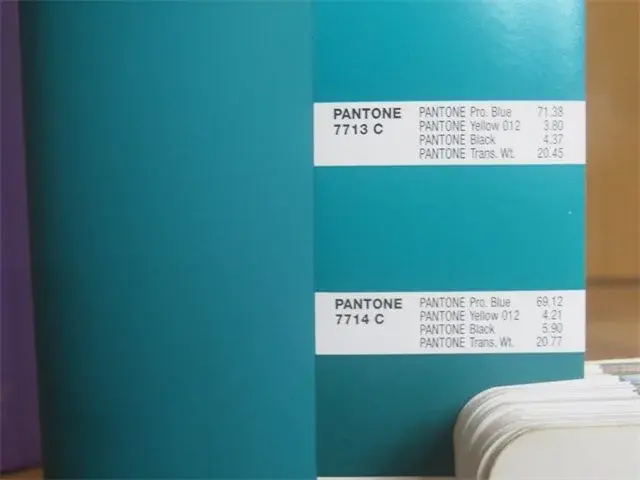 PANTONE PANTONE Pro. Blue 71.38
7713 C PANTONE Yellow 012 3.80
PANTONE Black 4.37
PANTONE Trans. Wt. 20.45
PANTONE PANTONE Pro. Blue 69.12
7714 C PANTONE Yellow 012 4.21
PANTONE Black 5.90
PANTONE Trans. Wt. 20.77